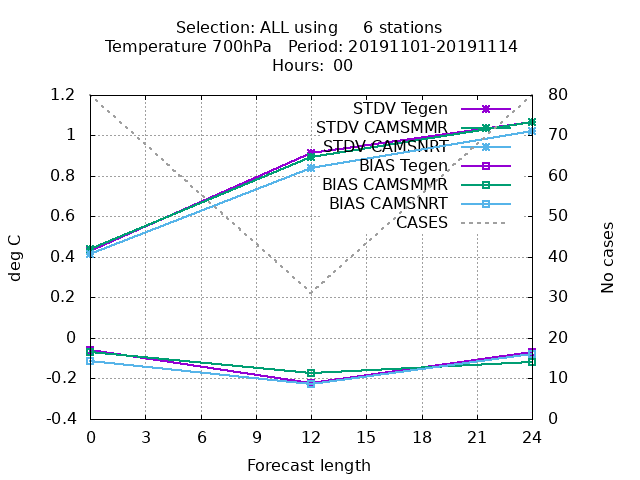 Selection: ALL using     6 stations
Temperature 700hPa   Period: 20191101-20191114
Hours:  00
1.2
1
0.8
0.6
0.4
0.2
0
-0.2
-0.4
deg C
80
70
60
50
40
30
20
10
0
No cases
STDV Tegen
STDV CAMSMMR
STDV CAMSNRT
BIAS Tegen
BIAS CAMSMMR
BIAS CAMSNRT
CASES
0 3 6 9 12 15 18 21 24
Forecast length